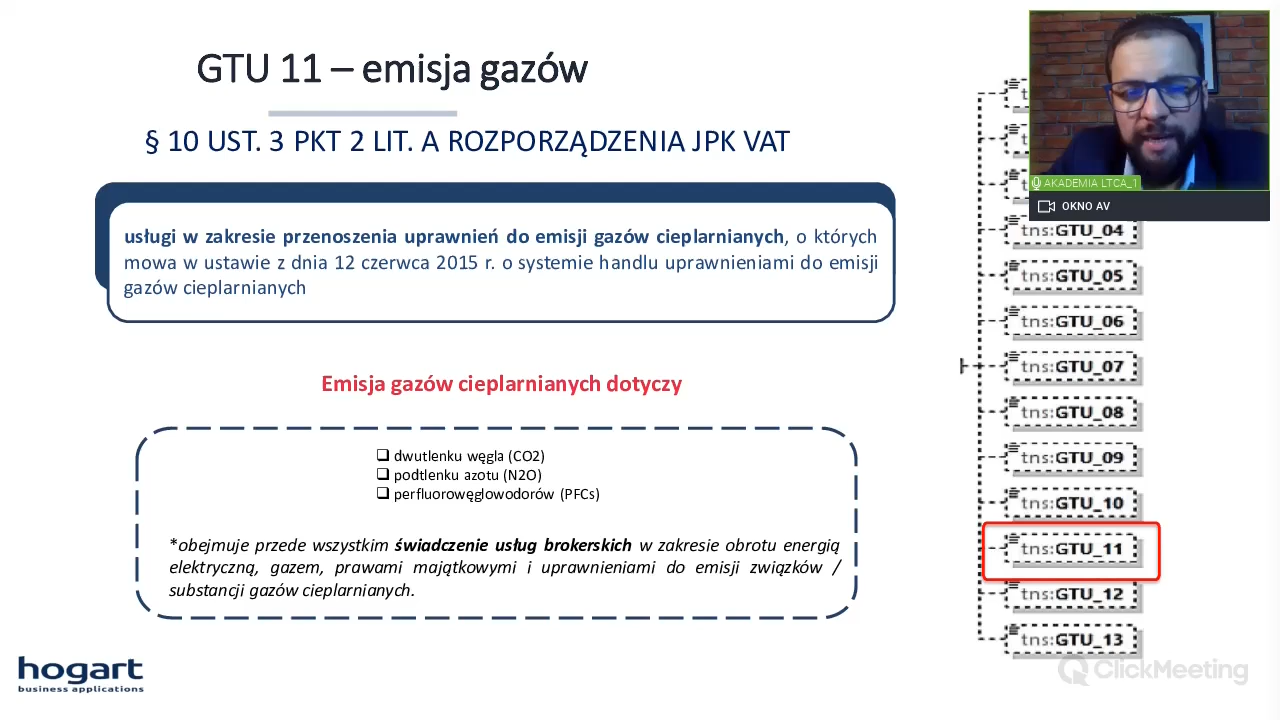 GTU 11 – emisja gazów
§ 10 UST. 3 PKT 2 LIT. A ROZPORZĄDZENIA JPK VAT
usługi w zakresie przenoszenia uprawnień do emisji gazów cieplarnianych, o których
mowa w ustawie z dnia 12 czerwca 2015 r. o systemie handlu uprawnieniami do emisji
gazów cieplarnianych
Emisja gazów cieplarnianych dotyczy
dwutlenku węgla (CO2)
podtlenku azotu (N2O)
perfluorowęglowodorów (PFCs)
*obejmuje przede wszystkim świadczenie usług brokerskich w zakresie obrotu energią
elektryczną, gazem, prawami majątkowymi i uprawnieniami do emisji związków /
substancji gazów cieplarnianych.
hogart
business applications
AKADEMIA LTCA_1
OKNO AV
tns:GTU_04
tns:GTU_05
tns:GTU_06
tns:GTU_07
tns:GTU_08
tns:GTU_09
tns:GTU_10
tns:GTU_11
tns:GTU_12
tns:GTU_13
ClickMeeting